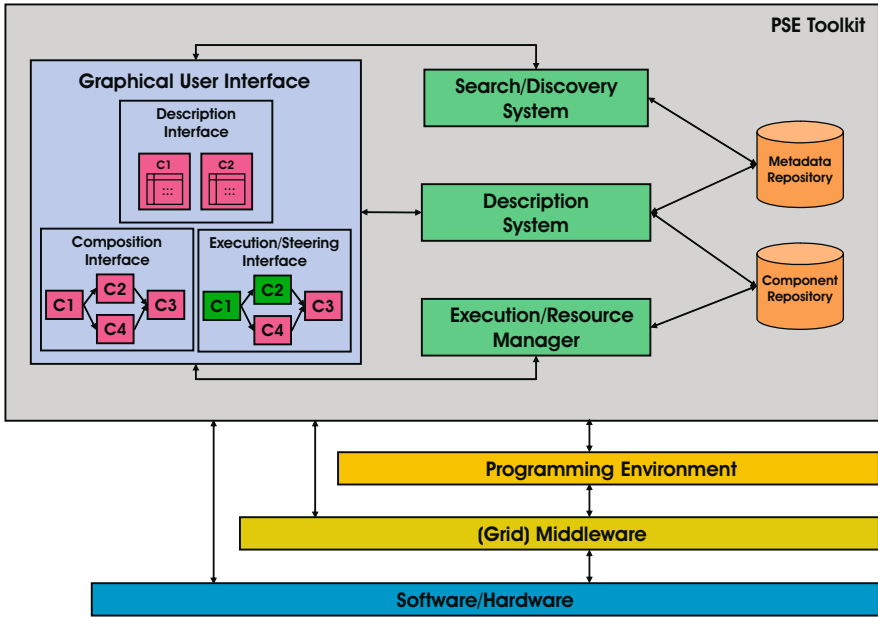 PSE Toolkit
Graphical User Interface
Description
Interface
C1
:::
C2
:::
Composition
Interface
C1
C2
C4
C3
Execution/Steering
Interface
C1
C2
C4
C3
Search/Discovery
System
Description
System
Execution/Resource
Manager
Metadata
Repository
Component
Repository
Programming Environment
(Grid) Middleware
Software/Hardware